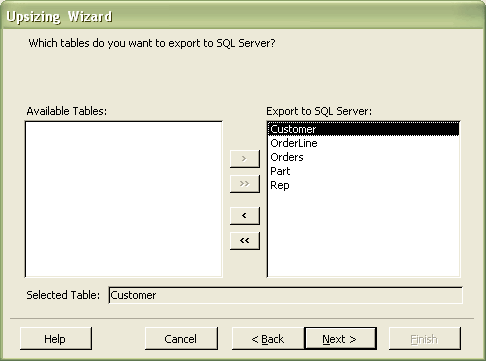 Upsizing Wizard
Which tables do you want to export to SQL Server?
Available Tables:
Export to SQL Server:
Customer
OrderLine
Orders
Part
Rep
>
>>
<
<<
Selected Table: Customer
Help Cancel < Back Next > Finish